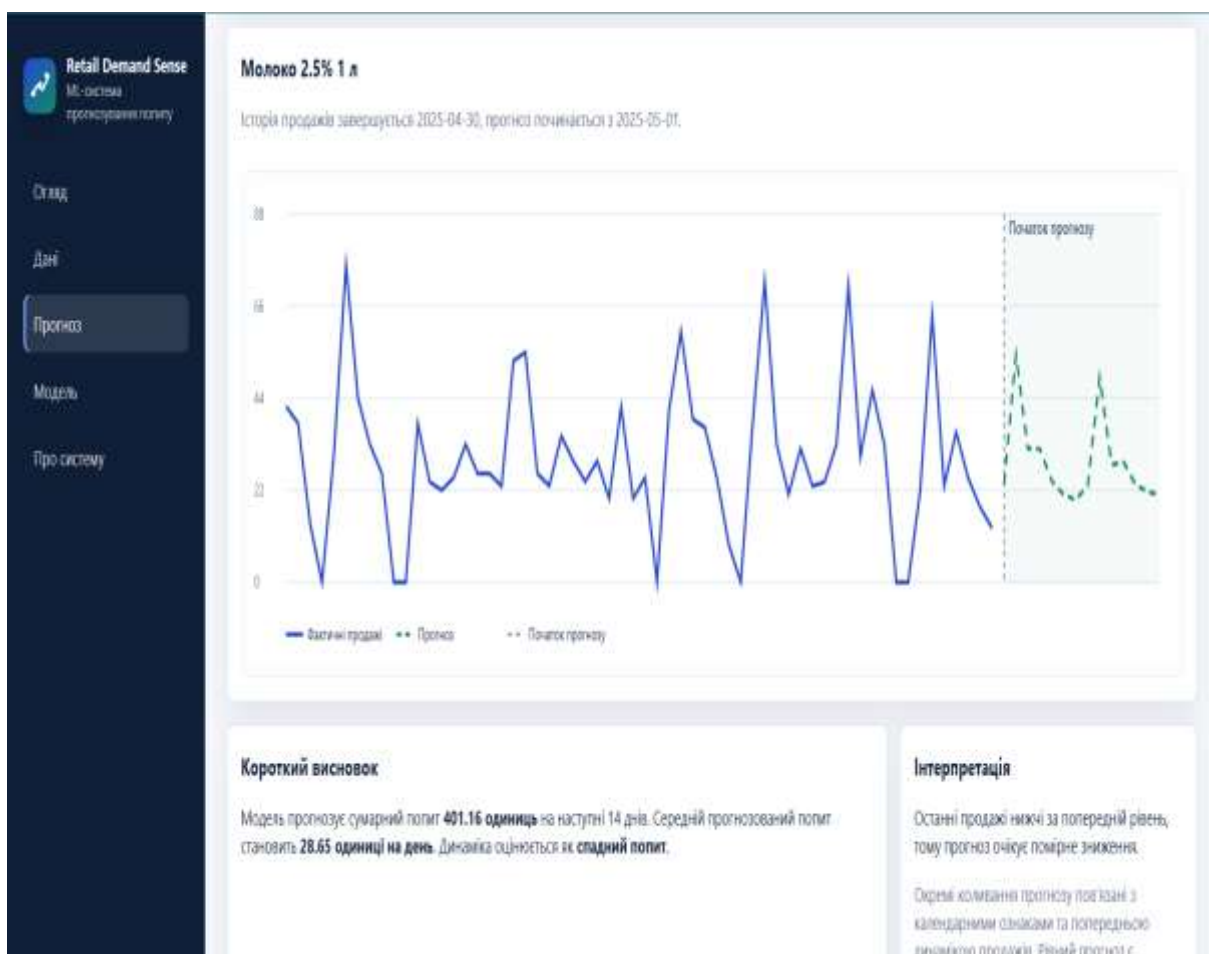 Retail Demand Sense
ML-система
прогнозування попиту
Огляд
Дані
Прогноз
Модель
Про систему
Молоко 2.5% 1 л
Історія продажів завершується 2025-04-30, прогноз починається з 2025-05-01.
88
66
44
22
0
Початок прогнозу
Фактичні продажі
Прогноз
Початок прогнозу
Короткий висновок
Модель прогнозує сумарний попит 401.16 одиниць на наступні 14 днів. Середній прогнозований попит
становить 28.65 одиниці на день. Динаміка оцінюється як спадний попит.
Інтерпретація
Останні продажі нижчі за попередній рівень,
тому прогноз очікує помірне зниження.
Окремі коливання прогнозу пов'язані з
календарними ознаками та попередньою
динамікою продажів. Рівний прогноз є